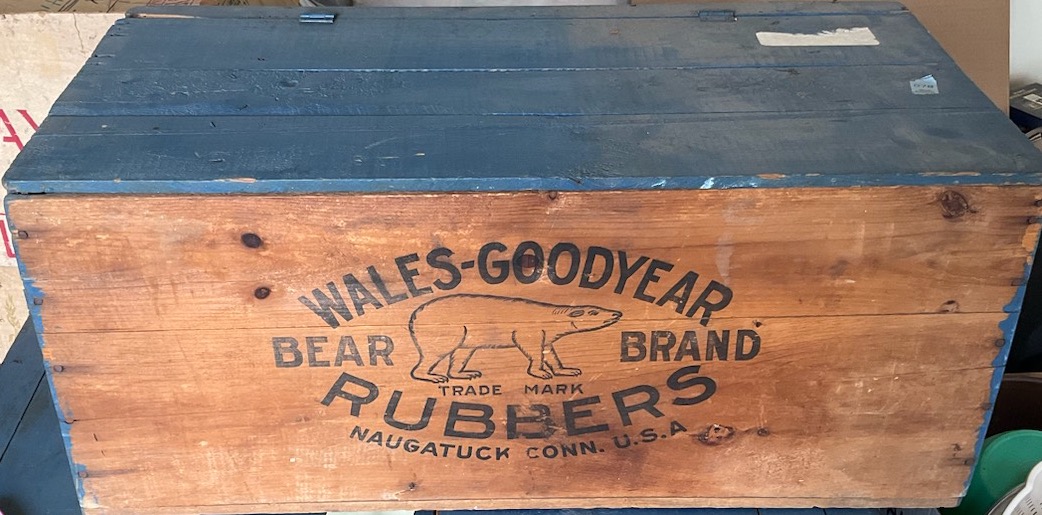 WALES-GOODYEAR
BEAR BRAND
TRADE MARK
RUBBERS
NAUGATUCK CONN. U.S.A